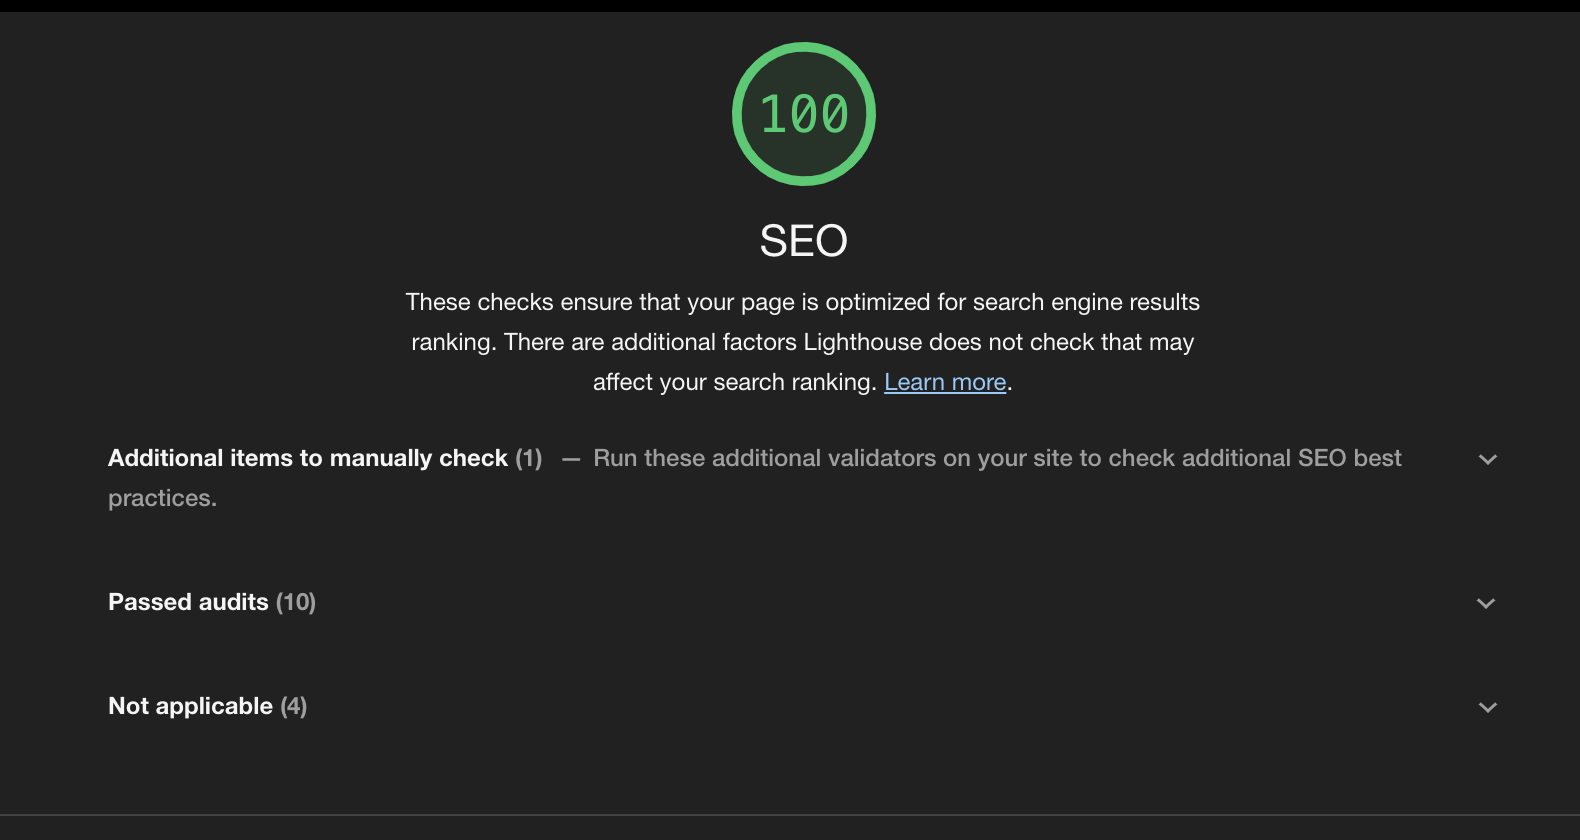 100
SEO
These checks ensure that your page is optimized for search engine results
ranking. There are additional factors Lighthouse does not check that may
affect your search ranking. Learn more.
Additional items to manually check (1) — Run these additional validators on your site to check additional SEO best
practices.
Passed audits (10)
Not applicable (4)